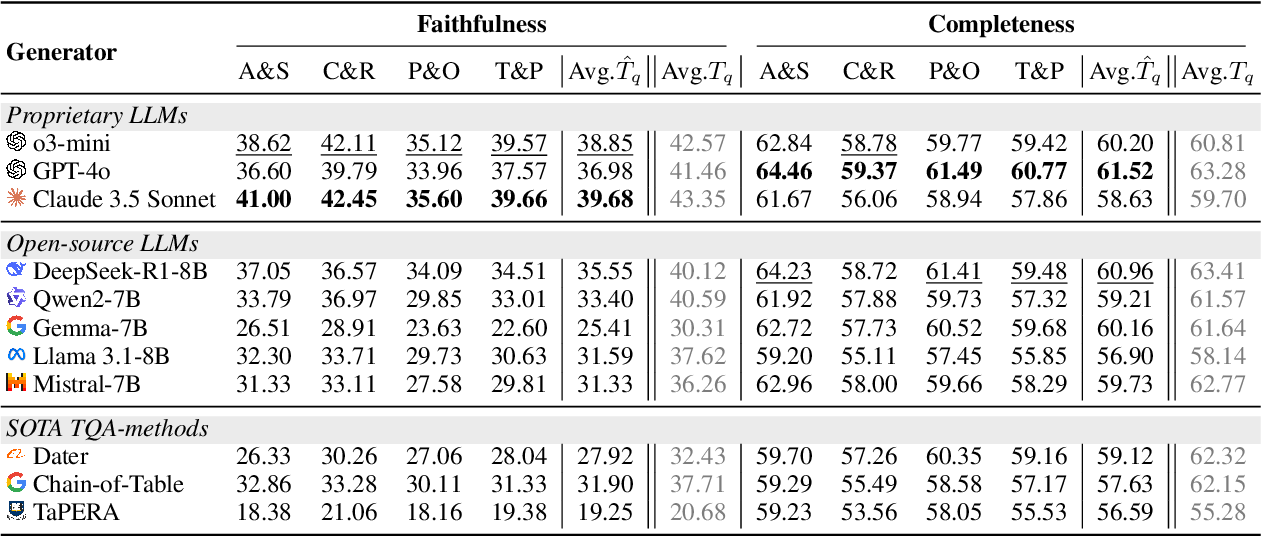 Generator Faithfulness Completeness
A&S C&R P&O T&P Avg.T̂q Avg.Tq A&S C&R P&O T&P Avg.T̂q Avg.Tq
Proprietary LLMs
o3-mini 38.62 42.11 35.12 39.57 38.85 42.57 62.84 58.78 59.77 59.42 60.20 60.81
GPT-4o 36.60 39.79 33.96 37.57 36.98 41.46 64.46 59.37 61.49 60.77 61.52 63.28
Claude 3.5 Sonnet 41.00 42.45 35.60 39.66 39.68 43.35 61.67 56.06 58.94 57.86 58.63 59.70
Open-source LLMs
DeepSeek-R1-8B 37.05 36.57 34.09 34.51 35.55 40.12 64.23 58.72 61.41 59.48 60.96 63.41
Qwen2-7B 33.79 36.97 29.85 33.01 33.40 40.59 61.92 57.88 59.73 57.32 59.21 61.57
Gemma-7B 26.51 28.91 23.63 22.60 25.41 30.31 62.72 57.73 60.52 59.68 60.16 61.64
Llama 3.1-8B 32.30 33.71 29.73 30.63 31.59 37.62 59.20 55.11 57.45 55.85 56.90 58.14
Mistral-7B 31.33 33.11 27.58 29.81 31.33 36.26 62.96 58.00 59.66 58.29 59.73 62.77
SOTA TQA-methods
Dater 26.33 30.26 27.06 28.04 27.92 32.43 59.70 57.26 60.35 59.16 59.12 62.32
Chain-of-Table 32.86 33.28 30.11 31.33 31.90 37.71 59.29 55.49 58.58 57.17 57.63 62.15
TaPERA 18.38 21.06 18.16 19.38 19.25 20.68 59.23 53.56 58.05 55.53 56.59 55.28